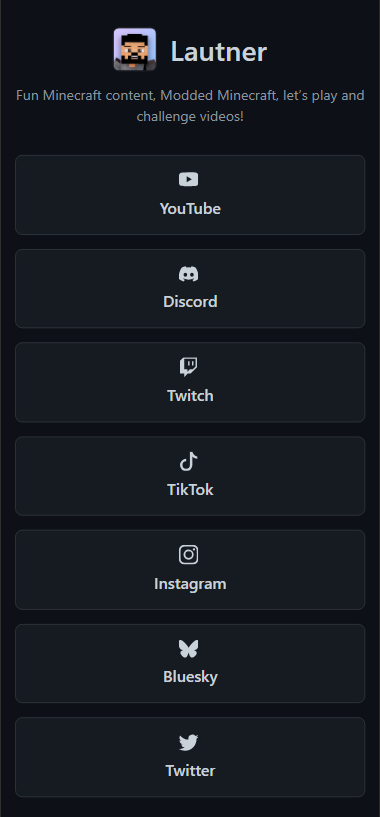 Lautner
Fun Minecraft content, Modded Minecraft, let’s play and
challenge videos!
YouTube
Discord
Twitch
TikTok
Instagram
Bluesky
Twitter